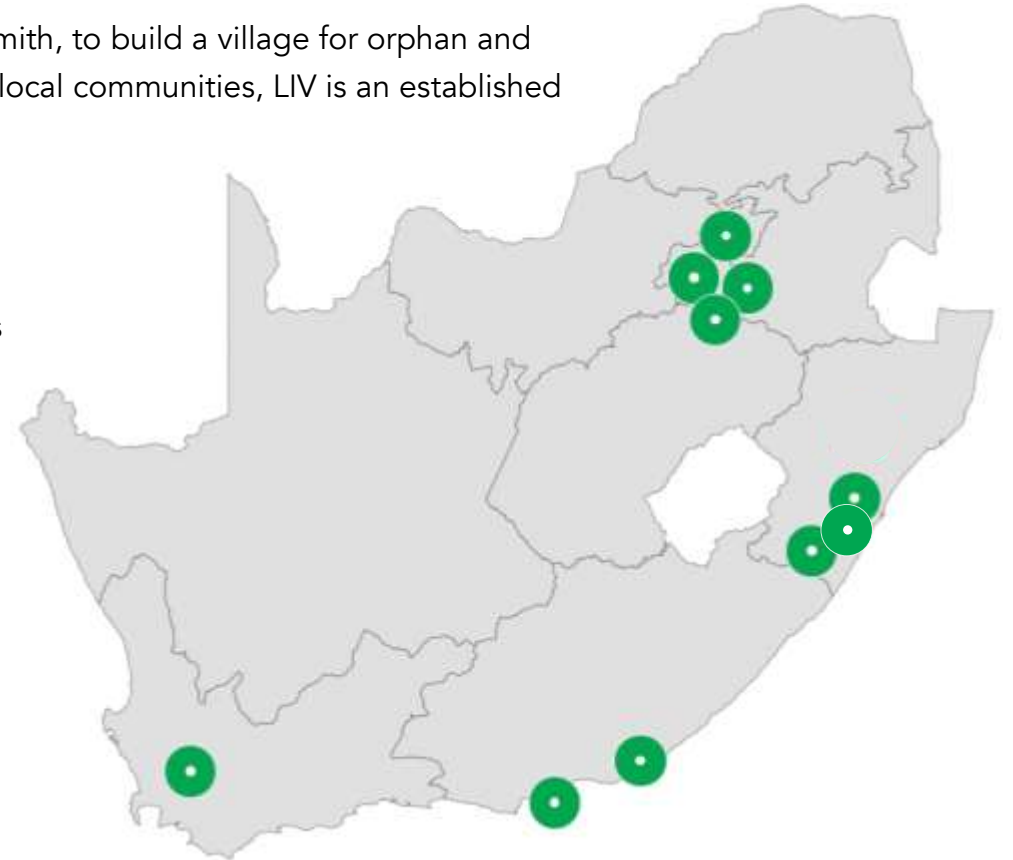 mith, to build a village for orphan and
local communities, LIV is an established
s